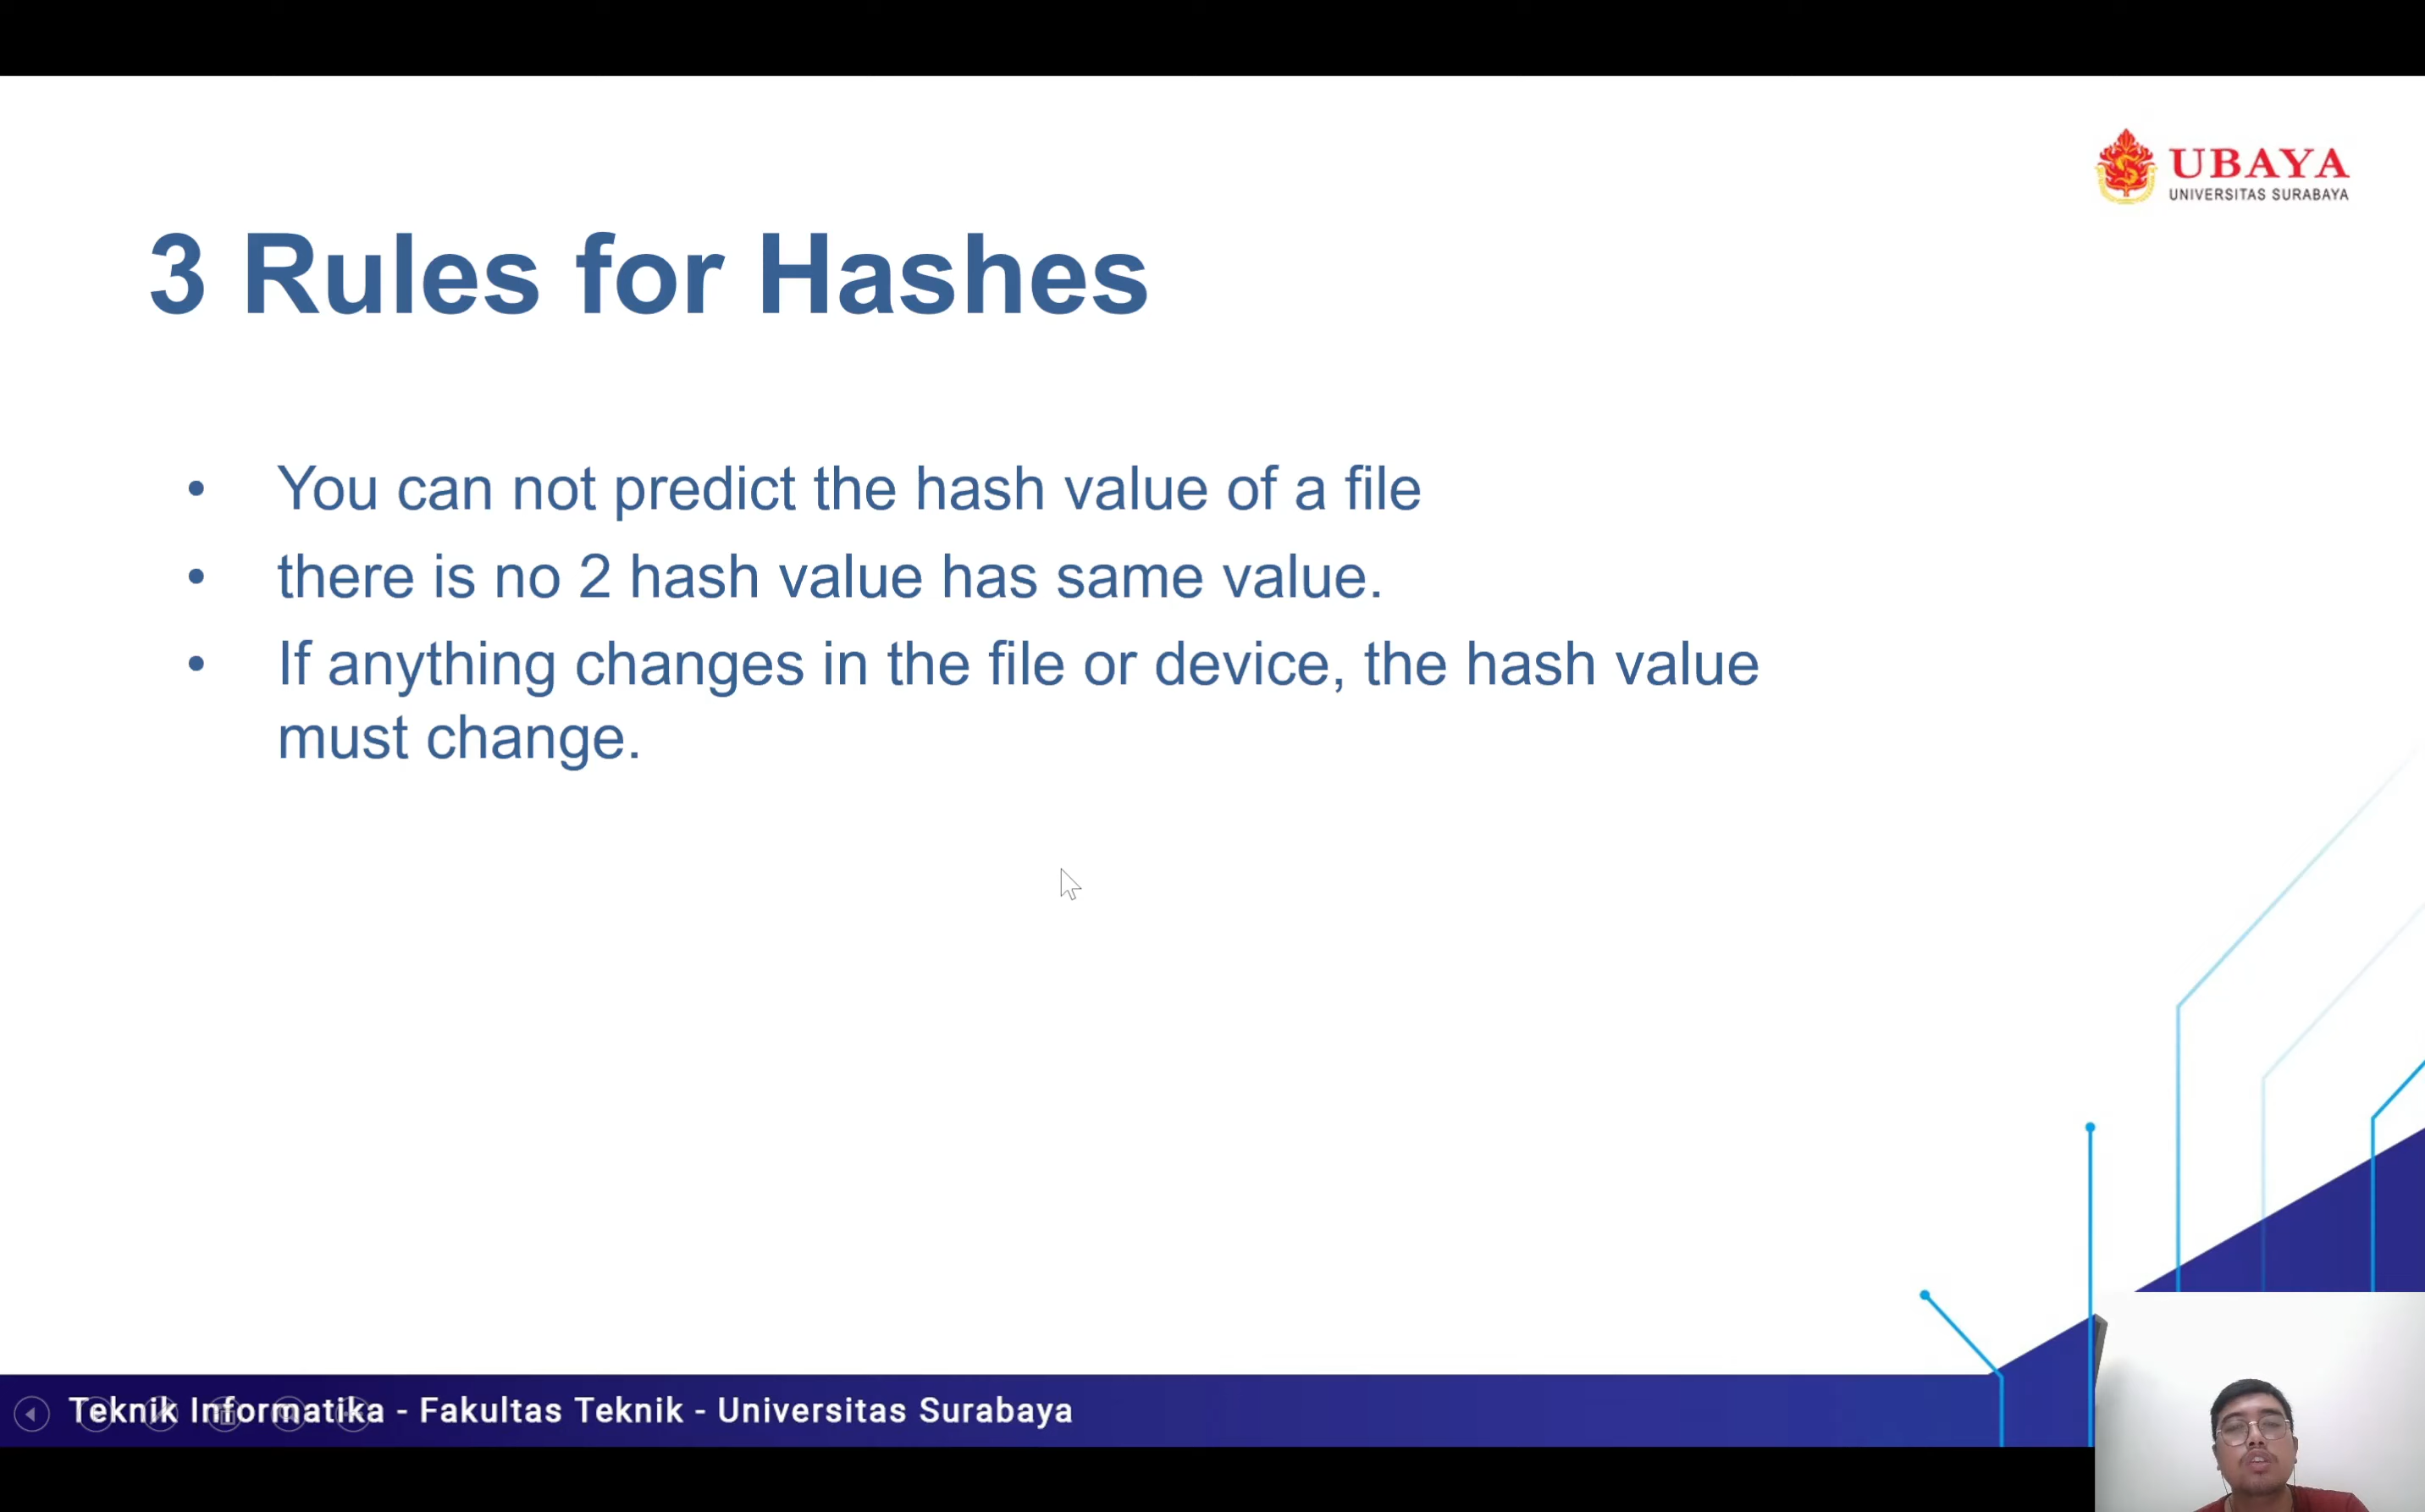 UBAYA
UNIVERSITAS SURABAYA
3 Rules for Hashes
• You can not predict the hash value of a file
• there is no 2 hash value has same value.
• If anything changes in the file or device, the hash value
must change.
Teknik Informatika - Fakultas Teknik - Universitas Surabaya